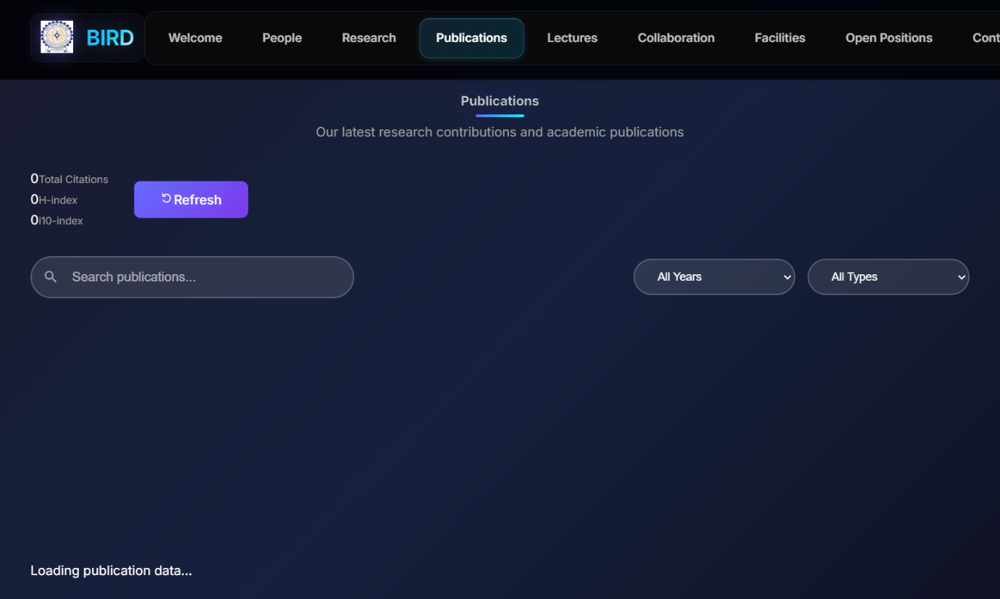 BIRD Welcome People Research Publications Lectures Collaboration Facilities Open Positions Cont
Publications
Our latest research contributions and academic publications
0Total Citations
0H-index
0i10-index
Refresh
Search publications...
All Years
All Types
Loading publication data...